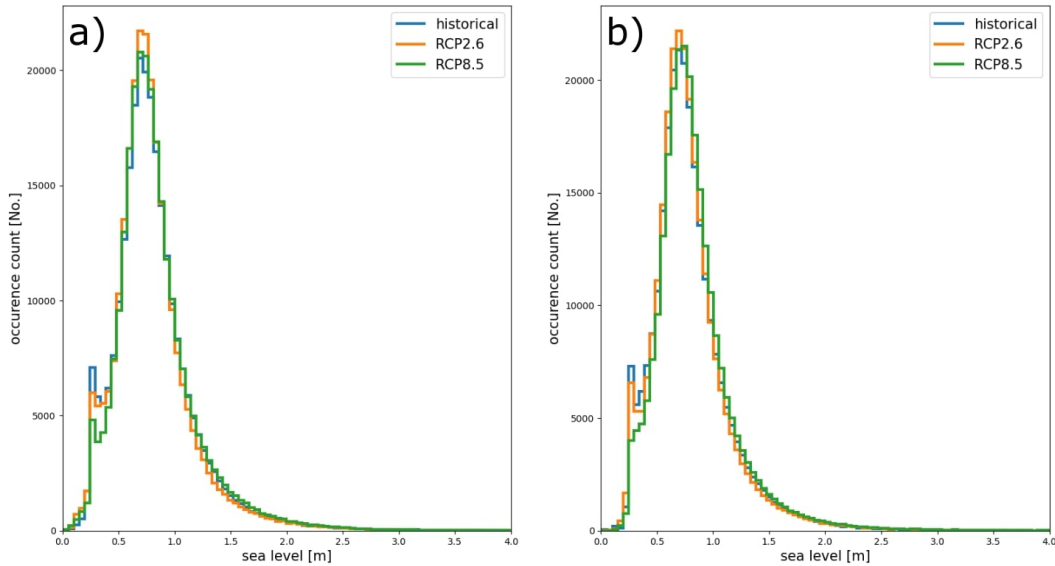 a)
historical
RCP2.6
RCP8.5
occurence count [No.]
20000
15000
10000
5000
0
0.0 0.5 1.0 1.5 2.0 2.5 3.0 3.5 4.0
sea level [m]
b)
historical
RCP2.6
RCP8.5
occurence count [No.]
20000
15000
10000
5000
0
0.0 0.5 1.0 1.5 2.0 2.5 3.0 3.5 4.0
sea level [m]